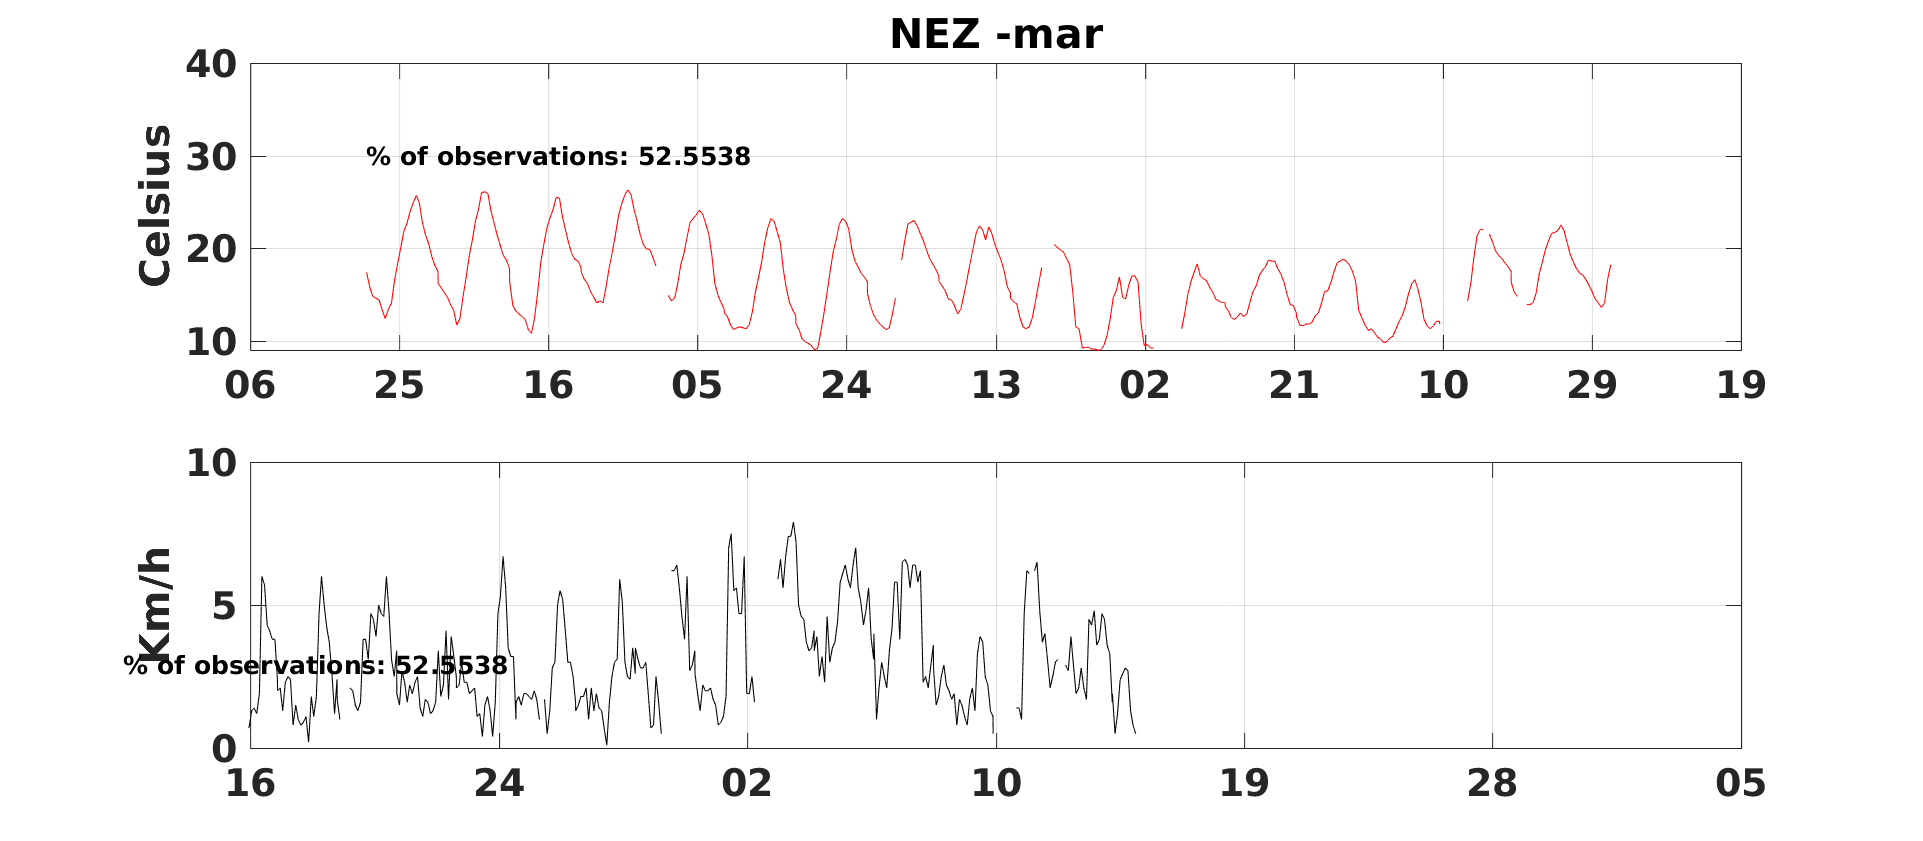 NEZ -mar
40
30
20
10
Celsius
% of observations: 52.5538
06 25 16 05 24 13 02 21 10 29 19
10
5
0
Km/h
% of observations: 52.5538
16 24 02 10 19 28 05